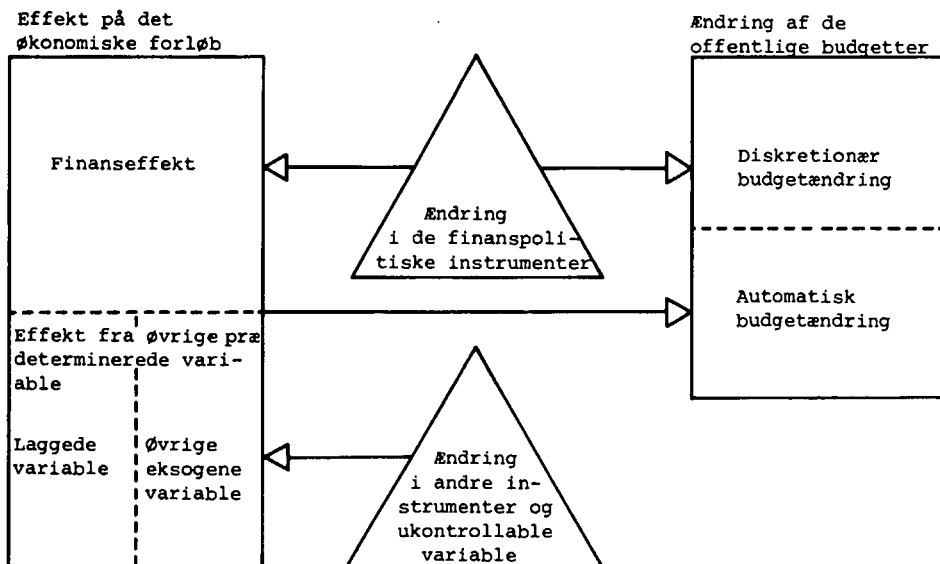 Effekt på det
økonomiske forløb
Ændring af de
offentlige budgetter
Finanseffekt
Diskretionær
budgetændring
Ændring
i de finanspoli-
tiske instrumenter
Automatisk
budgetændring
Effekt fra øvrige præ
determinerede vari-
able
Laggede
variable
Øvrige
eksogene
variable
Ændring
i andre in-
strumenter og
ukontrollable
variable